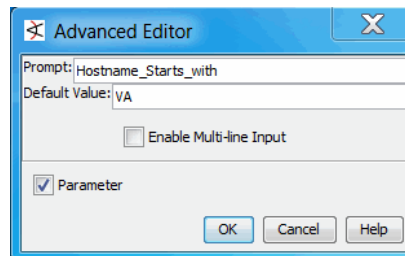 Advanced Editor
Prompt: Hostname_Starts_with
Default Value: VA
Enable Multi-line Input
Parameter
OK Cancel Help